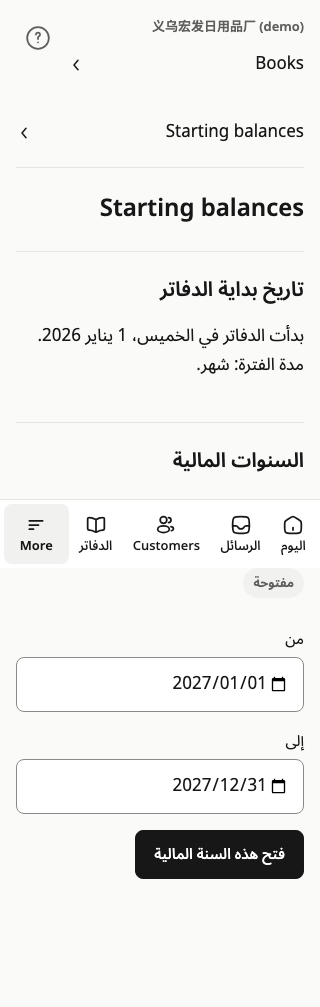 义乌宏发日用品厂 (demo)
Books
Starting balances
Starting balances
تاريخ بداية الدفاتر
بدأت الدفاتر في الخميس، 1 يناير 2026.
مدة الفترة: شهر.
السنوات المالية
اليوم
الرسائل
Customers
الدفاتر
More
مفتوحة
من
2027/01/01
إلى
2027/12/31
فتح هذه السنة المالية